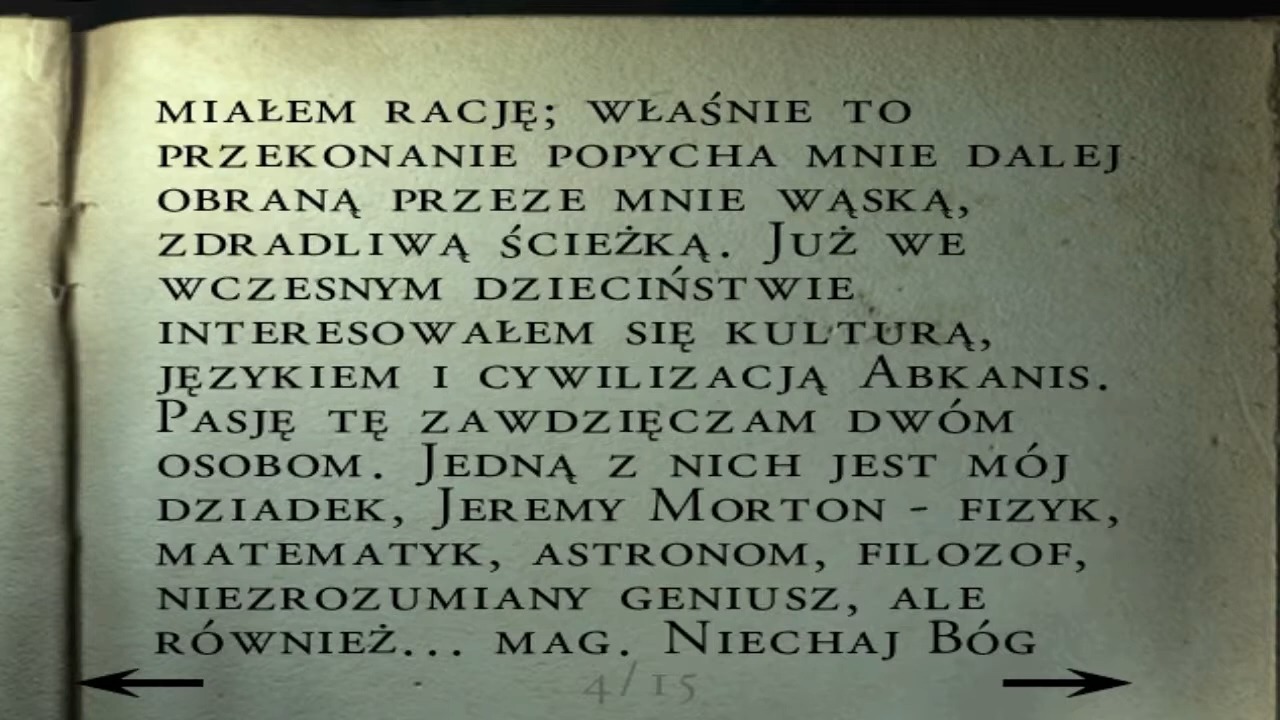 MIAŁEM RACJĘ; WŁAŚNIE TO
PRZEKONANIE POPYCHA MNIE DALEJ
OBRANĄ PRZEZE MNIE WĄSKĄ,
ZDRADLIWĄ ŚCIEŻKĄ. JUŻ WE
WCZESNYM DZIECIŃSTWIE
INTERESOWAŁEM SIĘ KULTURĄ,
JĘZYKIEM I CYWILIZACJĄ ABKANIS.
PASJĘ TĘ ZAWDZIĘCZAM DWÓM
OSOBOM. JEDNĄ Z NICH JEST MÓJ
DZIADEK, JEREMY MORTON - FIZYK,
MATEMATYK, ASTRONOM, FILOZOF,
NIEZROZUMIANY GENIUSZ, ALE
RÓWNIEŻ... MAG. NIECHAJ BÓG
4/15